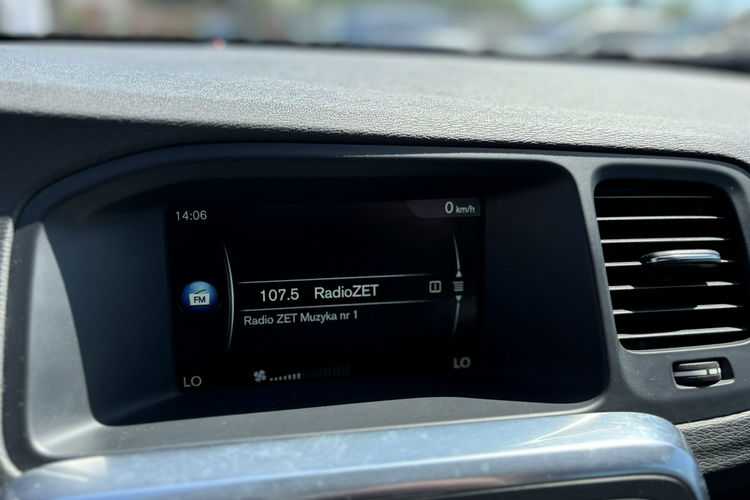 14:06
0 km/h
FM
107.5 RadioZET
Radio ZET Muzyka nr 1
LO
LO